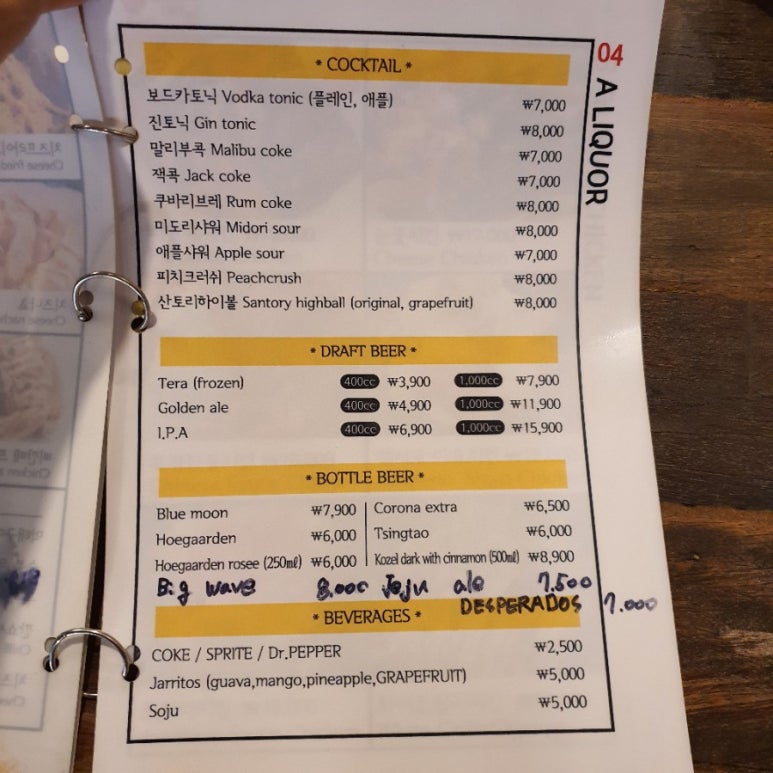 04
A LIQUOR
* COCKTAIL *
보드카토닉 Vodka tonic (플레인, 애플) ₩7,000
진토닉 Gin tonic ₩8,000
말리부콕 Malibu coke ₩7,000
잭콕 Jack coke ₩7,000
쿠바리브레 Rum coke ₩8,000
미도리샤워 Midori sour ₩8,000
애플샤워 Apple sour ₩7,000
피치크러쉬 Peachcrush ₩8,000
산토리하이볼 Santory highball (original, grapefruit) ₩8,000
* DRAFT BEER *
Tera (frozen) 400cc ₩3,900 1,000cc ₩7,900
Golden ale 400cc ₩4,900 1,000cc ₩11,900
I.P.A 400cc ₩6,900 1,000cc ₩15,900
* BOTTLE BEER *
Blue moon ₩7,900 Corona extra ₩6,500
Hoegaarden ₩6,000 Tsingtao ₩6,000
Hoegaarden rosee (250㎖) ₩6,000 Kozel dark with cinnamon (500㎖) ₩8,900
Big wave 8.000 Jeju ale 7.500
DESPERADOS 7.000
* BEVERAGES *
COKE / SPRITE / Dr.PEPPER ₩2,500
Jarritos (guava,mango,pineapple,GRAPEFRUIT) ₩5,000
Soju ₩5,000